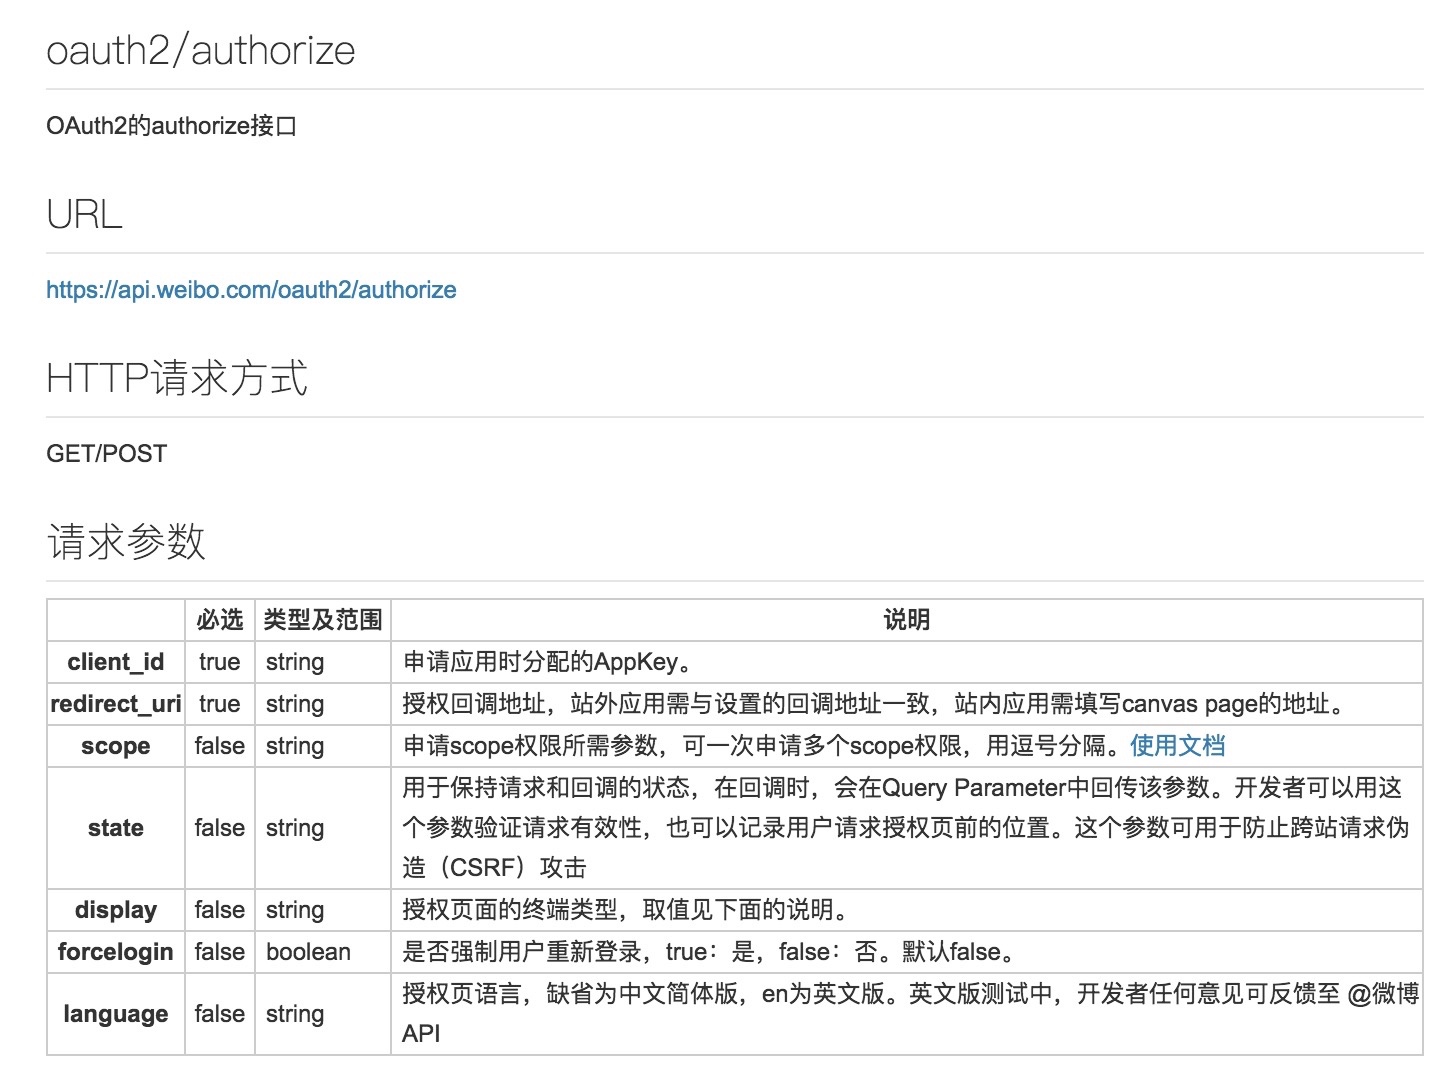 oauth2/authorize
OAuth2的authorize接口
URL
https://api.weibo.com/oauth2/authorize
HTTP请求方式
GET/POST
请求参数
必选 类型及范围 说明
client_id true string 申请应用时分配的AppKey。
redirect_uri true string 授权回调地址，站外应用需与设置的回调地址一致，站内应用需填写canvas page的地址。
scope false string 申请scope权限所需参数，可一次申请多个scope权限，用逗号分隔。使用文档
state false string 用于保持请求和回调的状态，在回调时，会在Query Parameter中回传该参数。开发者可以用这
个参数验证请求有效性，也可以记录用户请求授权页前的位置。这个参数可用于防止跨站请求伪
造（CSRF）攻击
display false string 授权页面的终端类型，取值见下面的说明。
forcelogin false boolean 是否强制用户重新登录，true：是，false：否。默认false。
language false string 授权页语言，缺省为中文简体版，en为英文版。英文版测试中，开发者任何意见可反馈至 @微博
API